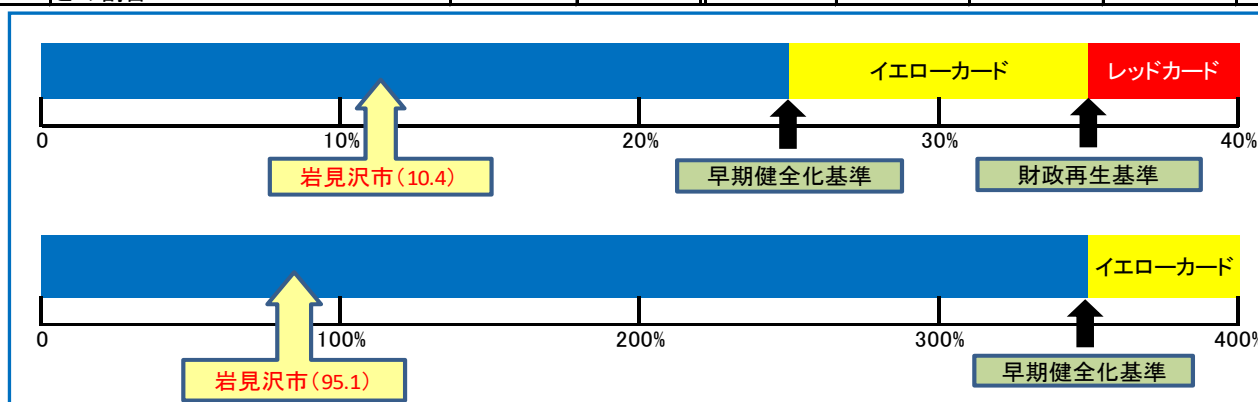 イエローカード レッドカード
0 10% 20% 30% 40%
岩見沢市(10.4) 早期健全化基準 財政再生基準
イエローカード
0 100% 200% 300% 400%
岩見沢市(95.1) 早期健全化基準